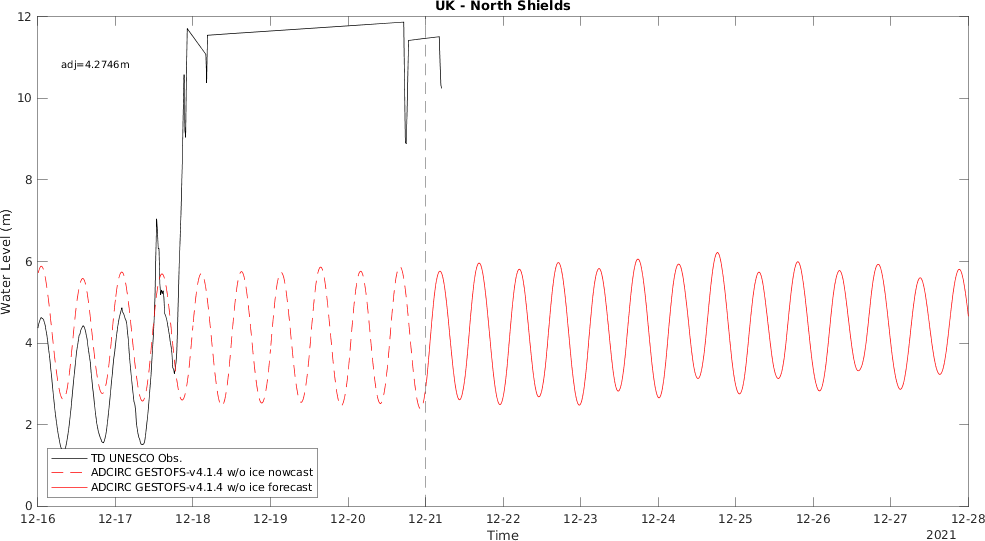 UK - North Shields
12
10
8
6
4
2
0
Water Level (m)
adj=4.2746m
TD UNESCO Obs.
ADCIRC GESTOFS-v4.1.4 w/o ice nowcast
ADCIRC GESTOFS-v4.1.4 w/o ice forecast
12-16 12-17 12-18 12-19 12-20 12-21 12-22 12-23 12-24 12-25 12-26 12-27 12-28
Time
2021